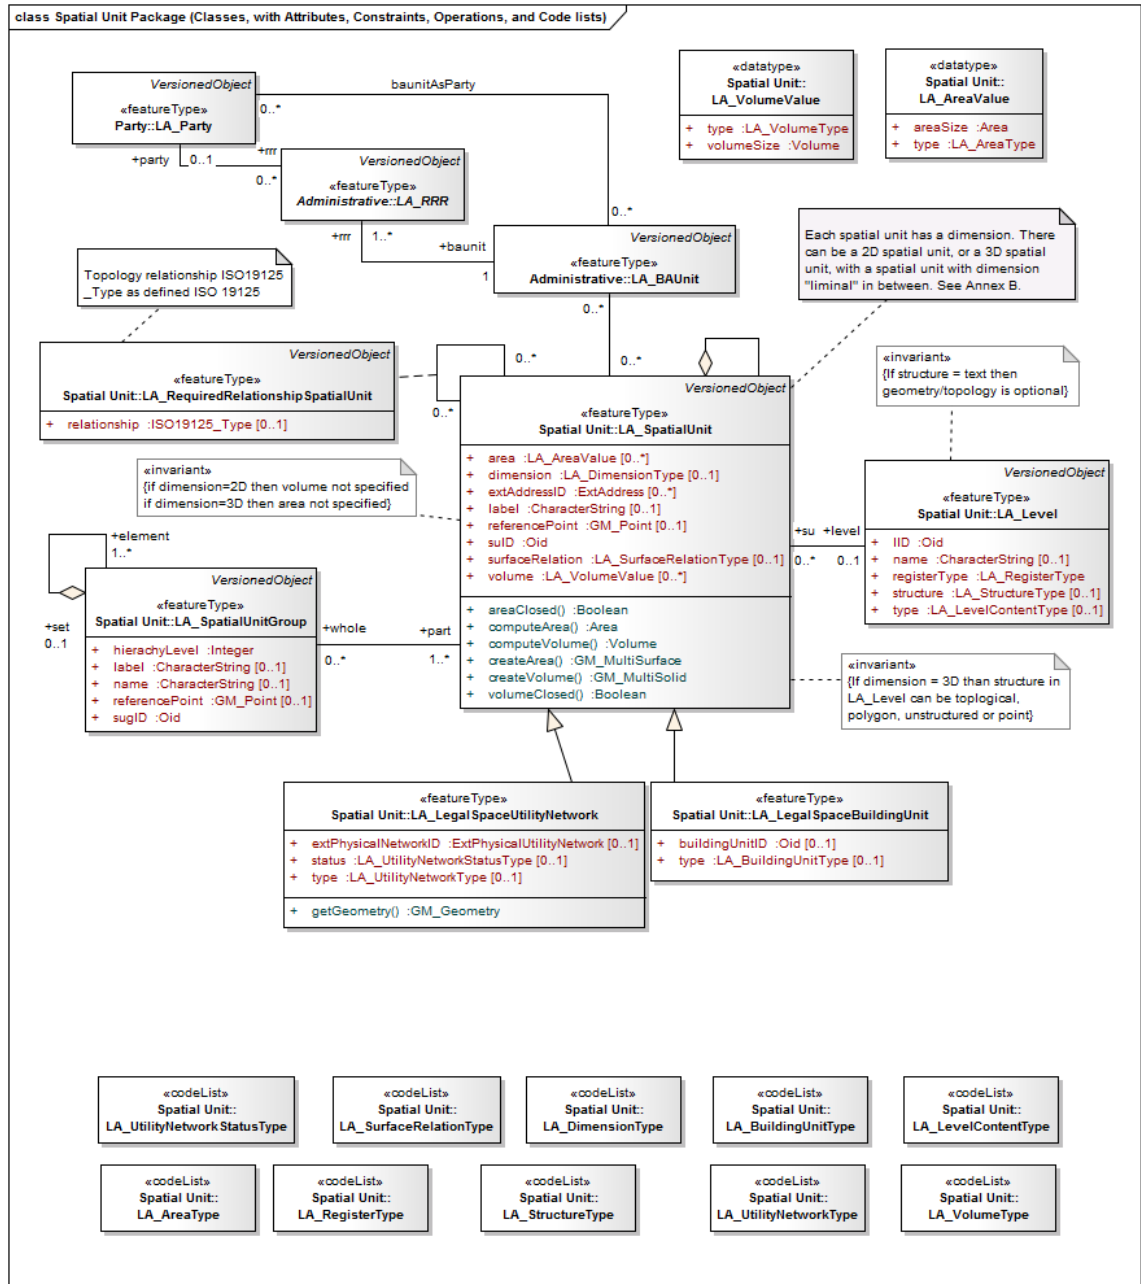 class Spatial Unit Package (Classes, with Attributes, Constraints, Operations, and Code lists)
VersionedObject
«featureType»
Party::LA_Party
baunitAsParty
0..*
0..*
+party
0..1
+rrr
0..*
VersionedObject
«featureType»
Administrative::LA_RRR
+rrr
1..*
+baunit
1
VersionedObject
«featureType»
Administrative::LA_BAUnit
0..*
0..*
«datatype»
Spatial Unit::
LA_VolumeValue
+ type :LA_VolumeType
+ volumeSize :Volume
«datatype»
Spatial Unit::
LA_AreaValue
+ areaSize :Area
+ type :LA_AreaType
Each spatial unit has a dimension. There
can be a 2D spatial unit, or a 3D spatial
unit, with a spatial unit with dimension
"liminal" in between. See Annex B.
Topology relationship ISO19125
_Type as defined ISO 19125
VersionedObject
«featureType»
Spatial Unit::LA_RequiredRelationshipSpatialUnit
+ relationship :ISO19125_Type [0..1]
0..*
0..*
«invariant»
{If structure = text then
geometry/topology is optional}
«invariant»
{if dimension=2D then volume not specified
if dimension=3D then area not specified}
VersionedObject
«featureType»
Spatial Unit::LA_SpatialUnit
+ area :LA_AreaValue [0..*]
+ dimension :LA_DimensionType [0..1]
+ extAddressID :ExtAddress [0..*]
+ label :CharacterString [0..1]
+ referencePoint :GM_Point [0..1]
+ suID :Oid
+ surfaceRelation :LA_SurfaceRelationType [0..1]
+ volume :LA_VolumeValue [0..*]
+ areaClosed() :Boolean
+ computeArea() :Area
+ computeVolume() :Volume
+ createArea() :GM_MultiSurface
+ createVolume() :GM_MultiSolid
+ volumeClosed() :Boolean
+su
0..*
+level
0..1
VersionedObject
«featureType»
Spatial Unit::LA_Level
+ lID :Oid
+ name :CharacterString [0..1]
+ registerType :LA_RegisterType
+ structure :LA_StructureType [0..1]
+ type :LA_LevelContentType [0..1]
+element
1..*
+set
0..1
VersionedObject
«featureType»
Spatial Unit::LA_SpatialUnitGroup
+ hierachyLevel :Integer
+ label :CharacterString [0..1]
+ name :CharacterString [0..1]
+ referencePoint :GM_Point [0..1]
+ sugID :Oid
+whole
0..*
+part
1..*
«invariant»
{If dimension = 3D than structure in
LA_Level can be toplogical,
polygon, unstructured or point}
«featureType»
Spatial Unit::LA_LegalSpaceUtilityNetwork
+ extPhysicalNetworkID :ExtPhysicalUtilityNetwork [0..1]
+ status :LA_UtilityNetworkStatusType [0..1]
+ type :LA_UtilityNetworkType [0..1]
+ getGeometry() :GM_Geometry
«featureType»
Spatial Unit::LA_LegalSpaceBuildingUnit
+ buildingUnitID :Oid [0..1]
+ type :LA_BuildingUnitType [0..1]
«codeList»
Spatial Unit::
LA_UtilityNetworkStatusType
«codeList»
Spatial Unit::
LA_SurfaceRelationType
«codeList»
Spatial Unit::
LA_DimensionType
«codeList»
Spatial Unit::
LA_BuildingUnitType
«codeList»
Spatial Unit::
LA_LevelContentType
«codeList»
Spatial Unit::
LA_AreaType
«codeList»
Spatial Unit::
LA_RegisterType
«codeList»
Spatial Unit::
LA_StructureType
«codeList»
Spatial Unit::
LA_UtilityNetworkType
«codeList»
Spatial Unit::
LA_VolumeType